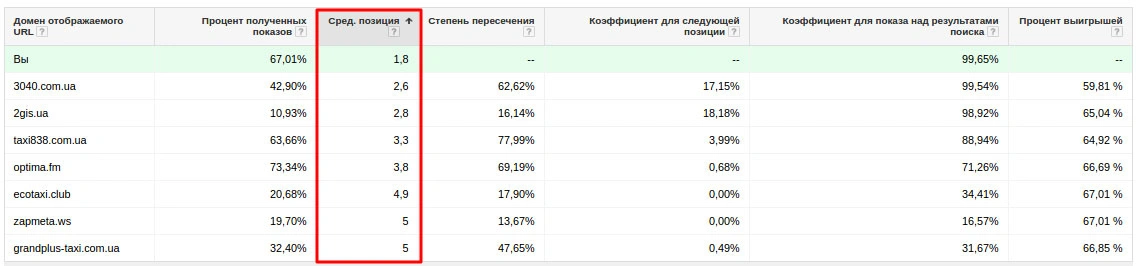 Домен отображаемого URL ? Процент полученных показов ? Сред. позиция ↑ ? Степень пересечения ? Коэффициент для следующей позиции ? Коэффициент для показа над результатами поиска ? Процент выигрышей ?
Вы 67,01% 1,8 -- -- 99,65% --
3040.com.ua 42,90% 2,6 62,62% 17,15% 99,54% 59,81 %
2gis.ua 10,93% 2,8 16,14% 18,18% 98,92% 65,04 %
taxi838.com.ua 63,66% 3,3 77,99% 3,99% 88,94% 64,92 %
optima.fm 73,34% 3,8 69,19% 0,68% 71,26% 66,69 %
ecotaxi.club 20,68% 4,9 17,90% 0,00% 34,41% 67,01 %
zapmeta.ws 19,70% 5 13,67% 0,00% 16,57% 67,01 %
grandplus-taxi.com.ua 32,40% 5 47,65% 0,49% 31,67% 66,85 %